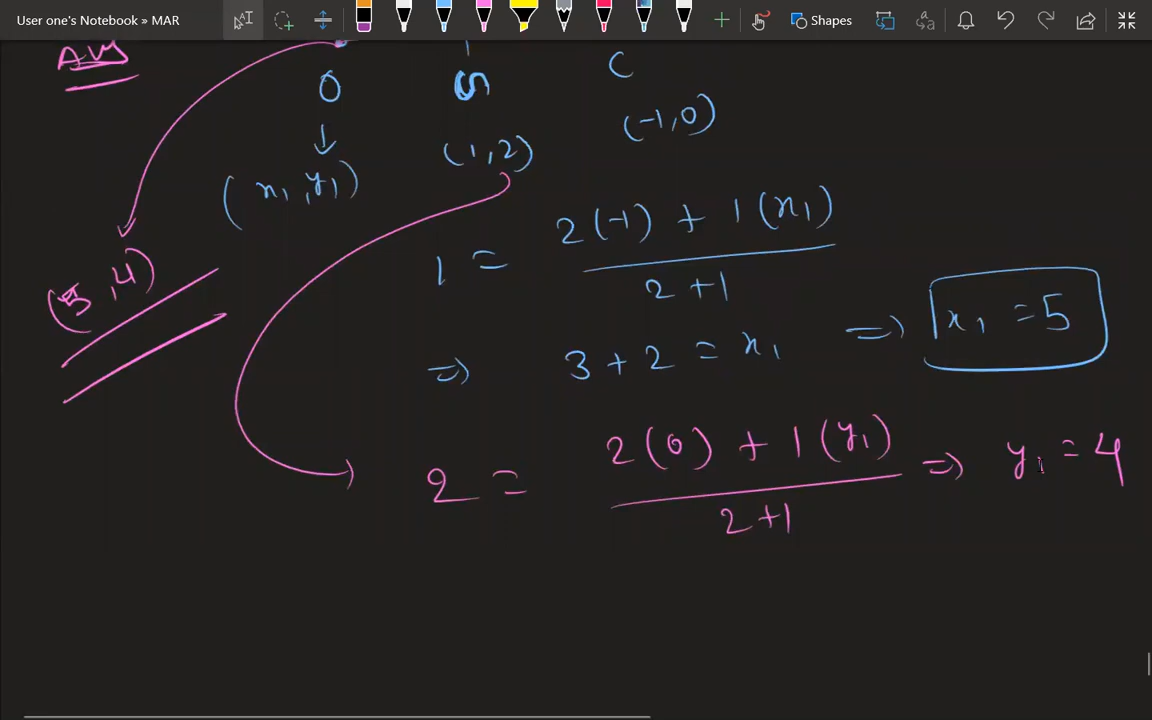 User one's Notebook » MAR
Shapes
Ans
O G C
(x₁, y₁) (1, 2) (-1, 0)
(5, 4)
1 = 2(-1) + 1(x₁) / 2+1
⇒ 3 + 2 = x₁ ⇒ x₁ = 5
2 = 2(0) + 1(y₁) / 2+1 ⇒ y₁ = 4